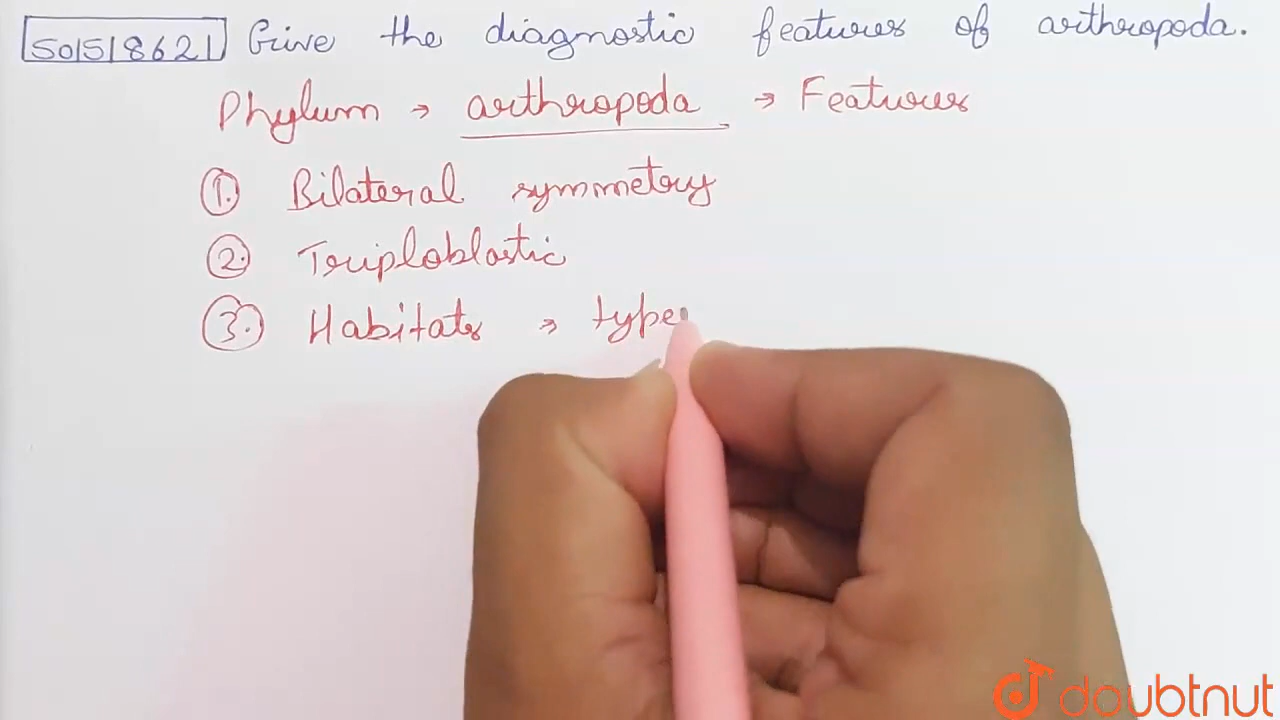 50518621 Give the diagnostic features of arthropoda.
Phylum → arthropoda → Features
1. Bilateral symmetry
2. Triploblastic
3. Habitats → type
doubtnut